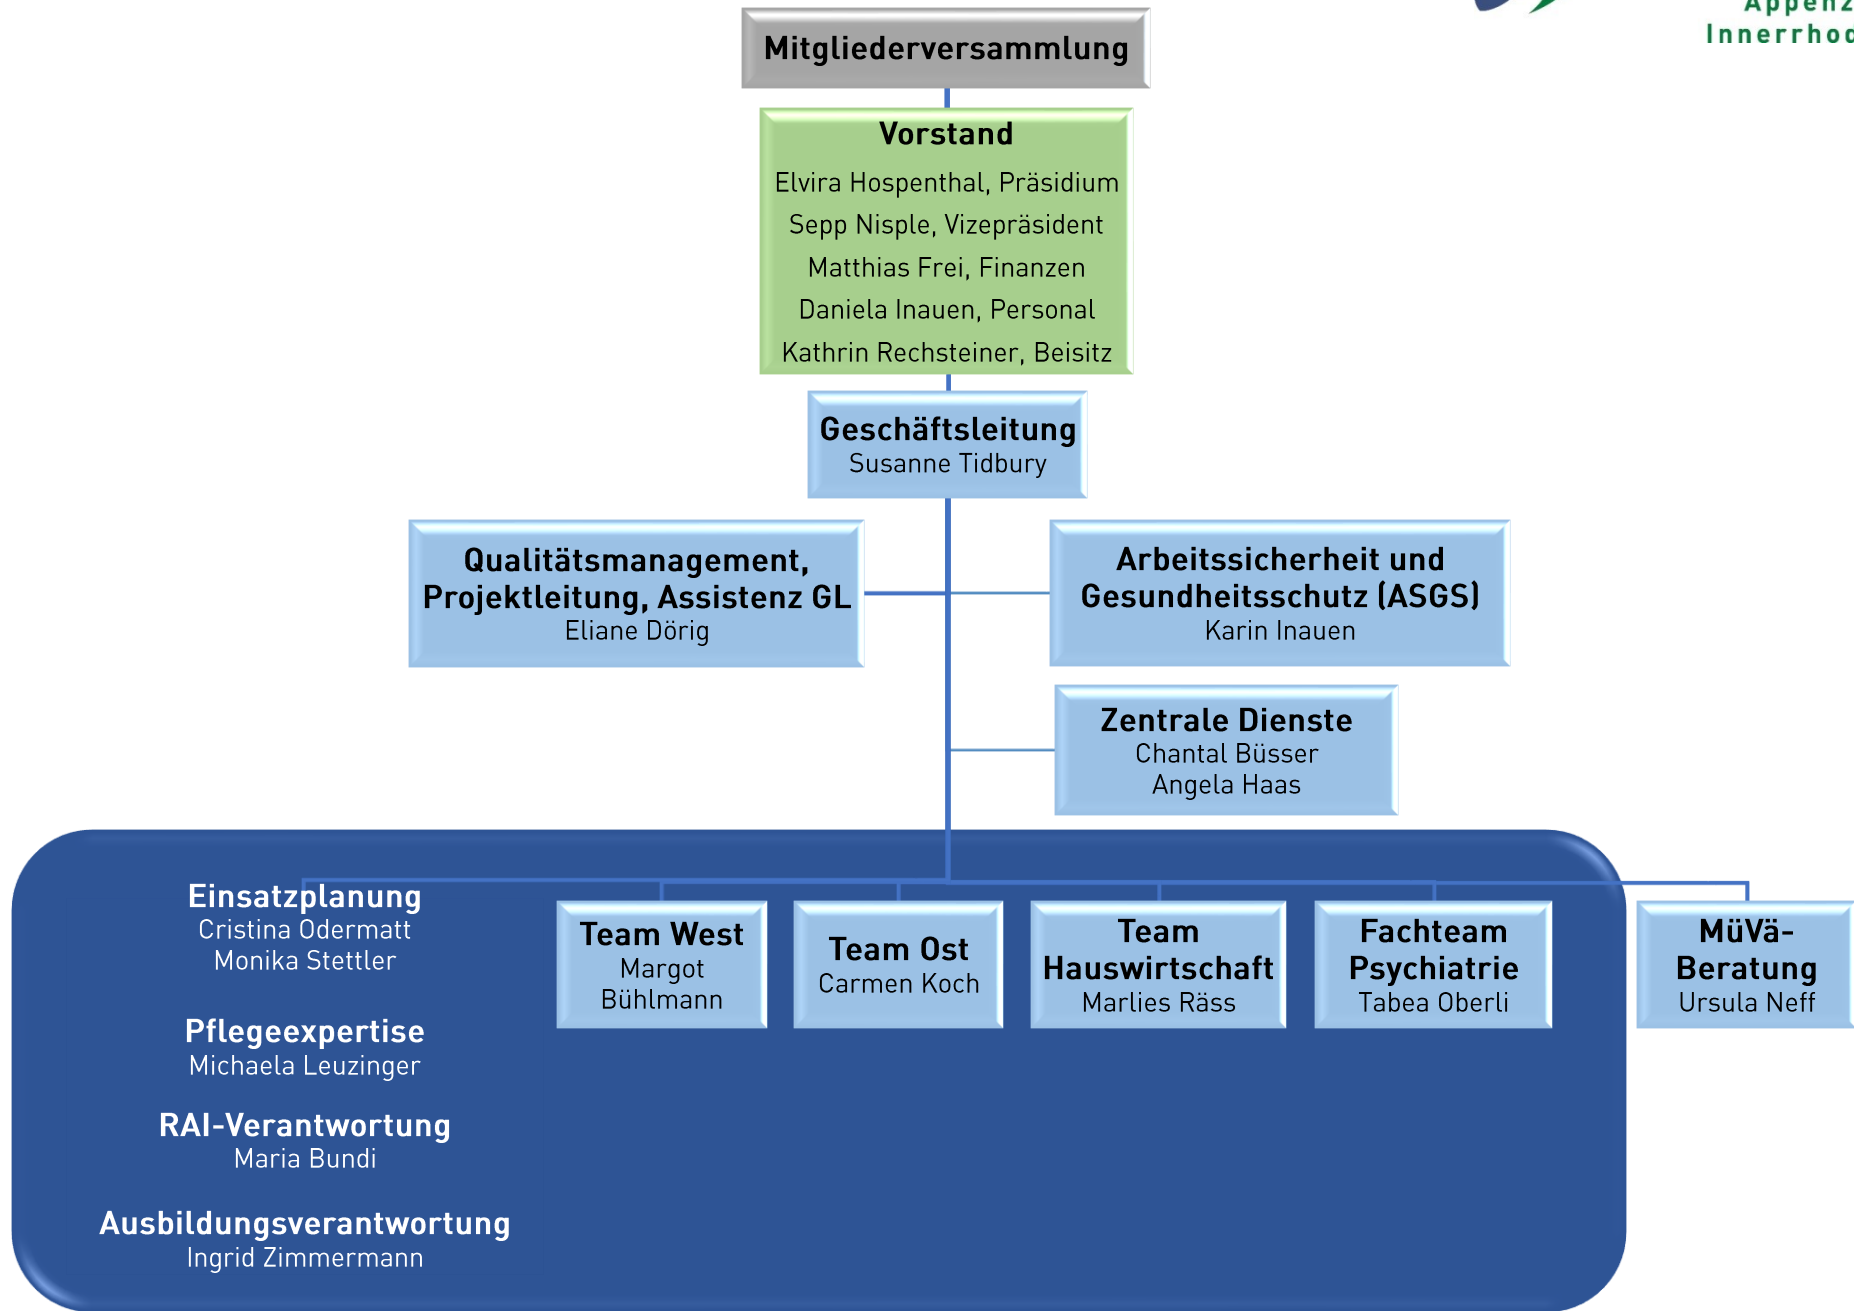 Appenz
Innerrhod
Mitgliederversammlung
Vorstand
Elvira Hospenthal, Präsidium
Sepp Nisple, Vizepräsident
Matthias Frei, Finanzen
Daniela Inauen, Personal
Kathrin Rechsteiner, Beisitz
Geschäftsleitung
Susanne Tidbury
Qualitätsmanagement,
Projektleitung, Assistenz GL
Eliane Dörig
Arbeitssicherheit und
Gesundheitsschutz (ASGS)
Karin Inauen
Zentrale Dienste
Chantal Büsser
Angela Haas
Einsatzplanung
Cristina Odermatt
Monika Stettler
Pflegeexpertise
Michaela Leuzinger
RAI-Verantwortung
Maria Bundi
Ausbildungsverantwortung
Ingrid Zimmermann
Team West
Margot
Bühlmann
Team Ost
Carmen Koch
Team
Hauswirtschaft
Marlies Räss
Fachteam
Psychiatrie
Tabea Oberli
MüVä-
Beratung
Ursula Neff